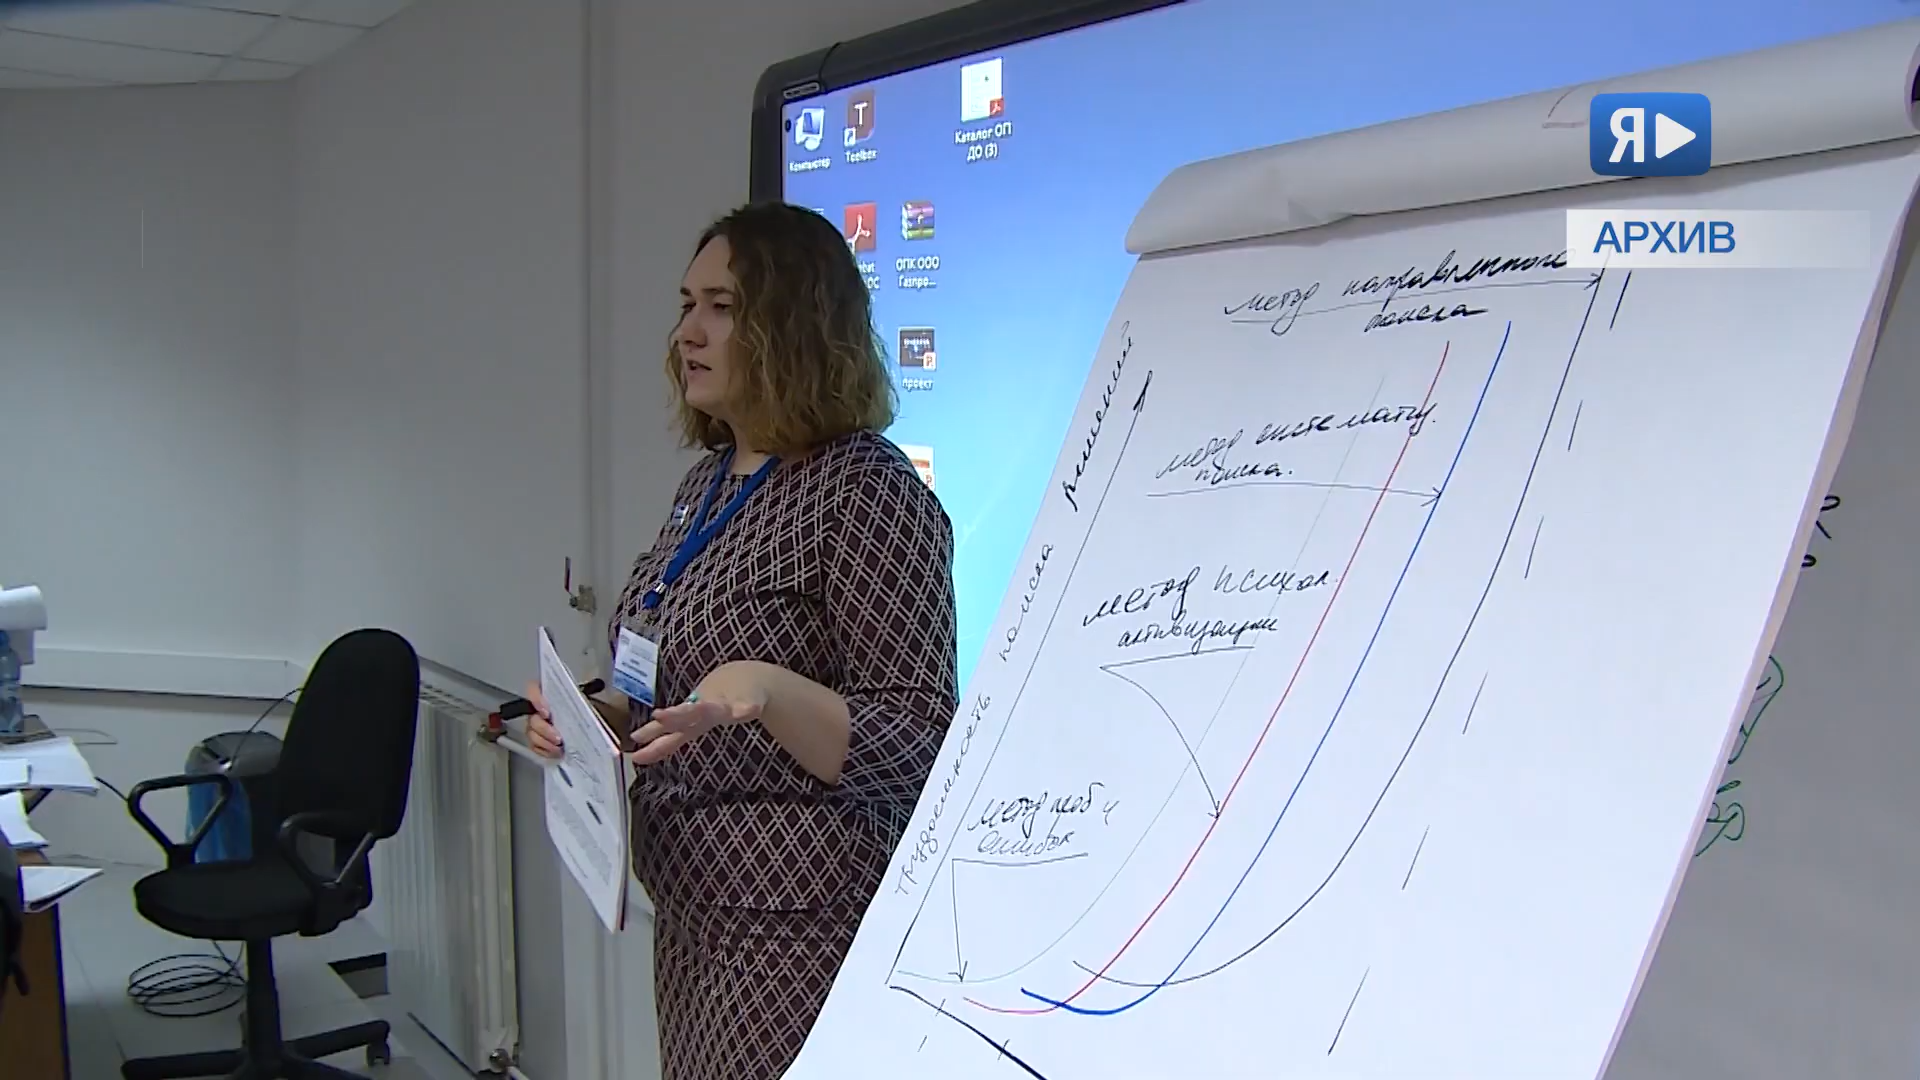 Я
АРХИВ
Компьютер
Toolbox
Каталог ОП
ДО (3)
ОПК ООО
Газпро...
проект
метод направленного
поиска
метод системати.
поиска.
метод психол.
активизации
метод проб и
ошибок
трудоемкость поиска решений